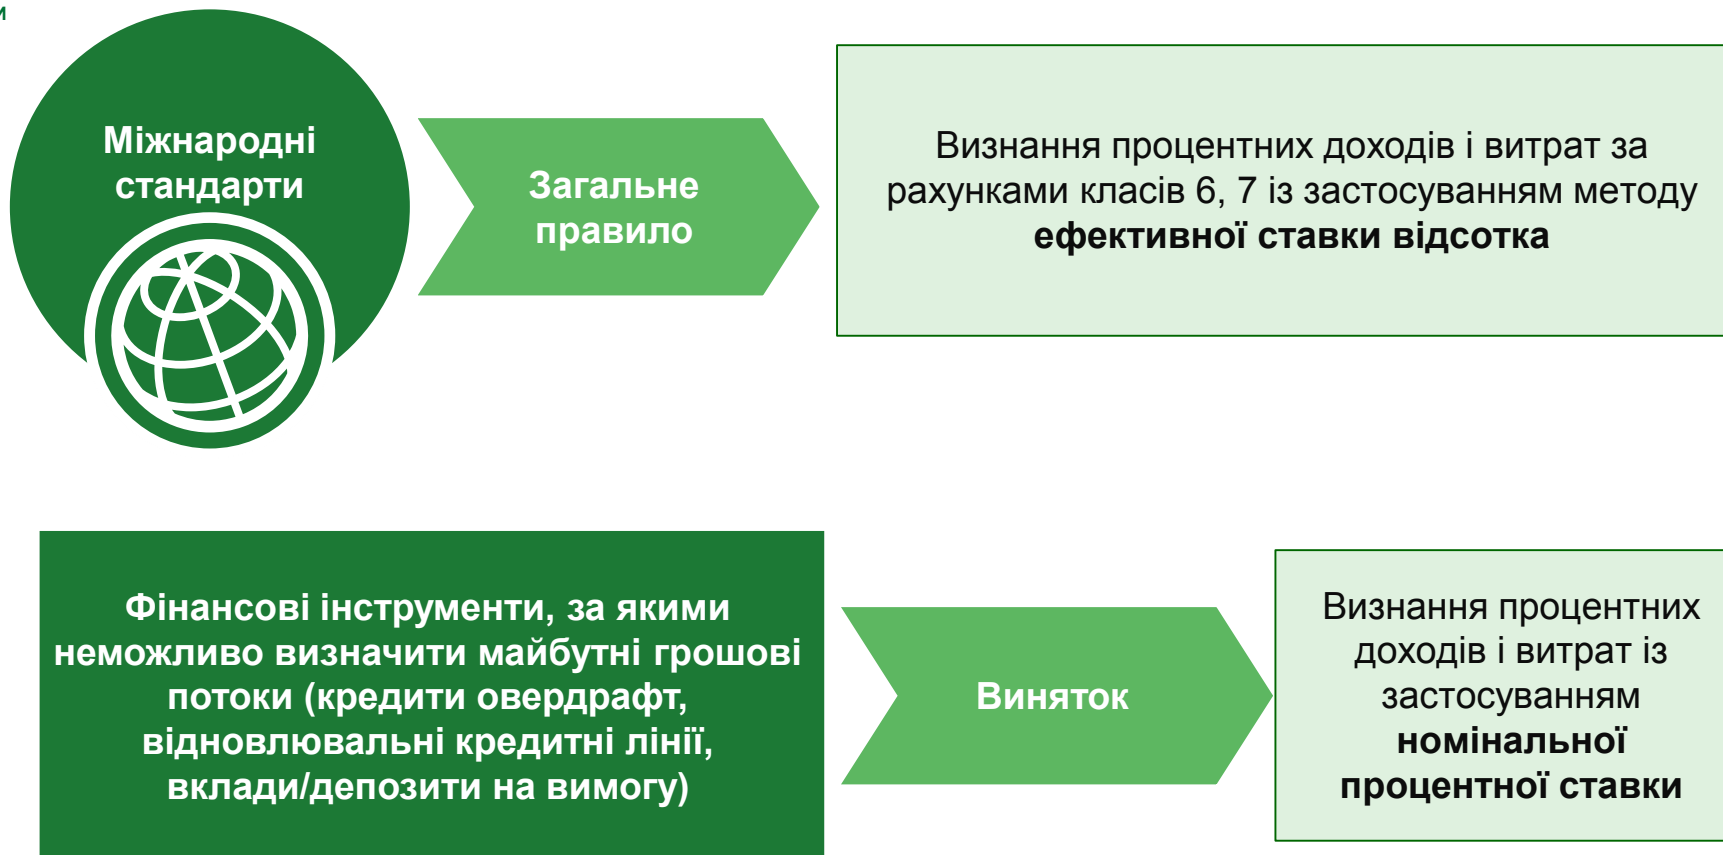 Міжнародні
стандарти
Загальне
правило
Визнання процентних доходів і витрат за
рахунками класів 6, 7 із застосуванням методу
ефективної ставки відсотка
Фінансові інструменти, за якими
неможливо визначити майбутні грошові
потоки (кредити овердрафт,
відновлювальні кредитні лінії,
вклади/депозити на вимогу)
Виняток
Визнання процентних
доходів і витрат із
застосуванням
номінальної
процентної ставки